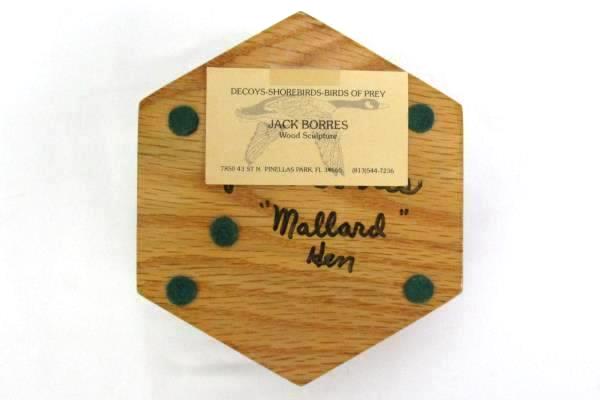 DECOYS-SHOREBIRDS-BIRDS OF PREY
JACK BORRES
Wood Sculpture
7850 43 ST N. PINELLAS PARK, FL (813)544-7236
"Mallard"
Hen